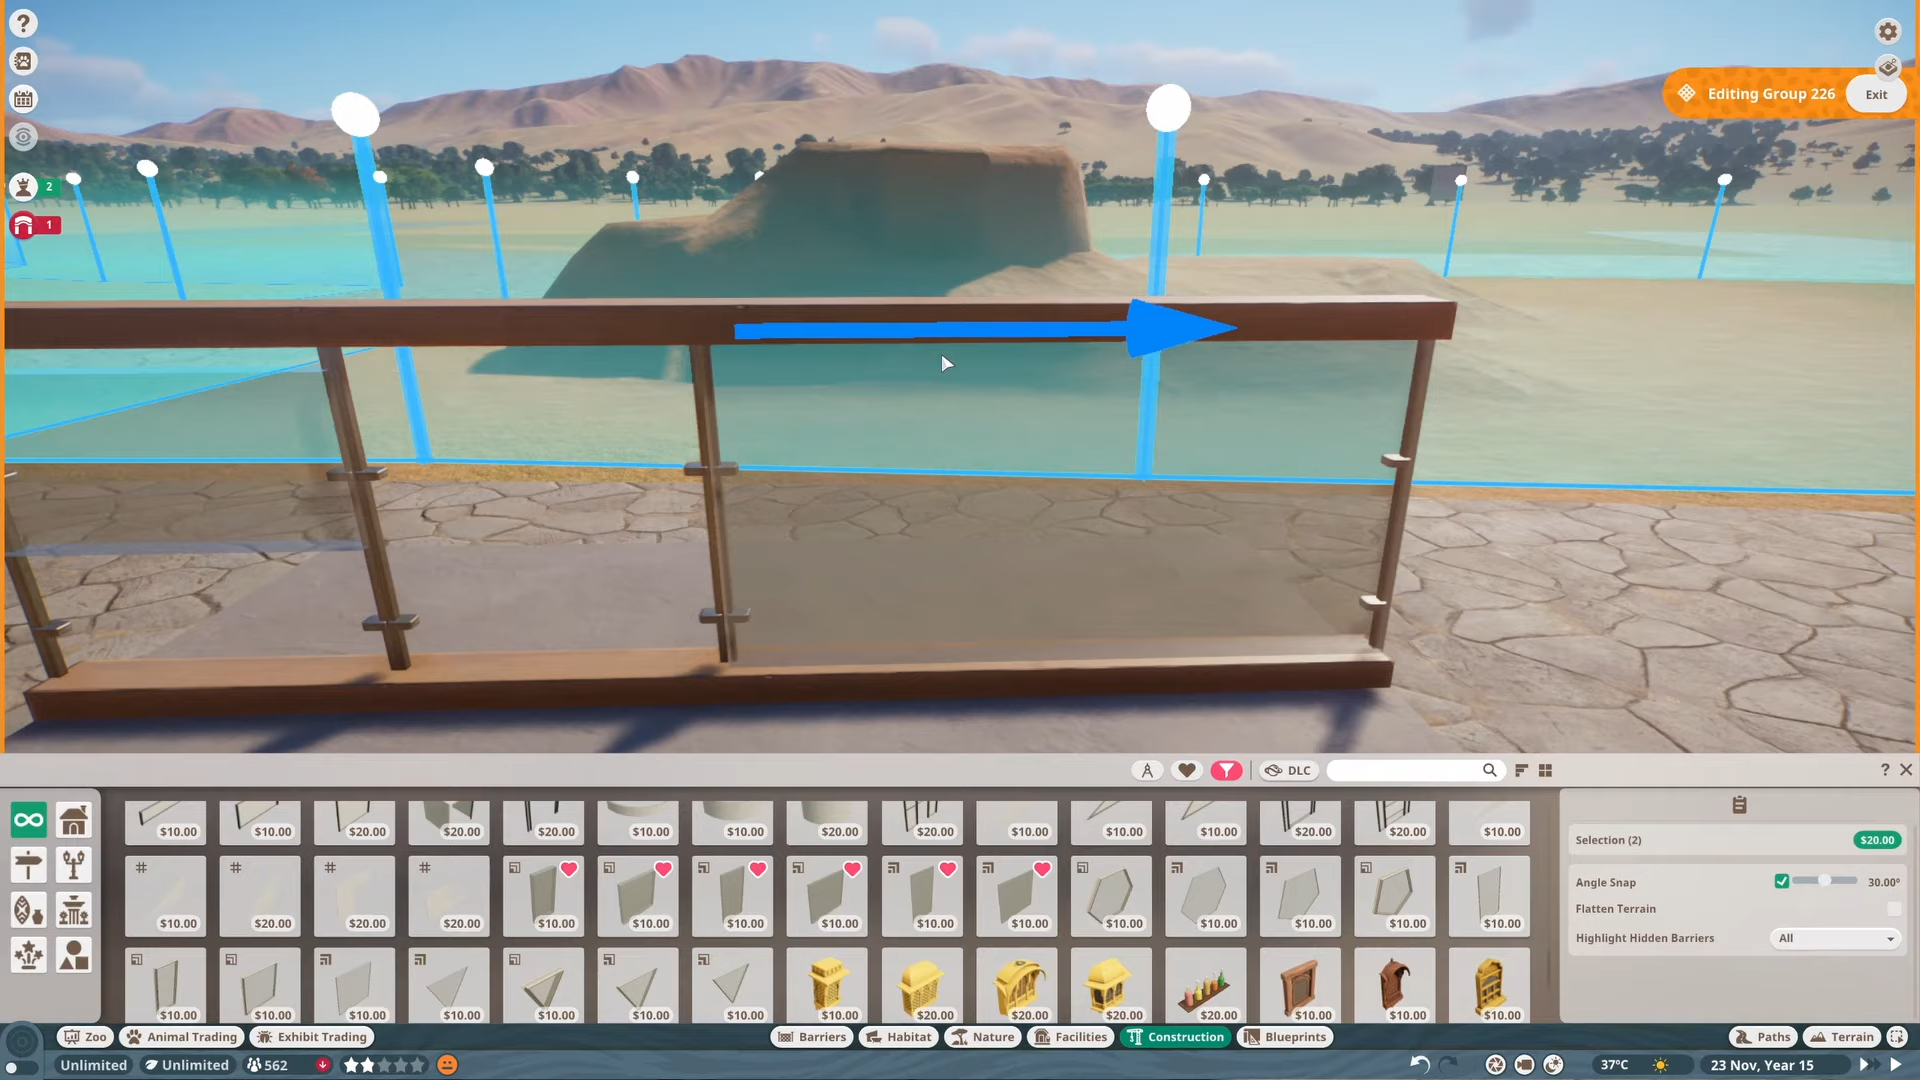 ?
Editing Group 226
Exit
2
1
DLC
?
$10.00 $10.00 $20.00 $20.00 $20.00 $10.00 $10.00 $20.00 $20.00 $10.00 $10.00 $10.00 $20.00 $20.00 $10.00
$10.00 $20.00 $20.00 $20.00 $10.00 $10.00 $10.00 $10.00 $10.00 $10.00 $10.00 $10.00 $10.00 $10.00 $10.00
$10.00 $10.00 $10.00 $10.00 $10.00 $10.00 $10.00 $10.00 $20.00 $20.00 $20.00 $20.00 $10.00 $10.00 $10.00
Selection (2)
$20.00
Angle Snap
30.00°
Flatten Terrain
Highlight Hidden Barriers
All
Zoo Animal Trading Exhibit Trading Barriers Habitat Nature Facilities Construction Blueprints Paths Terrain
Unlimited Unlimited 562 37°C 23 Nov, Year 15